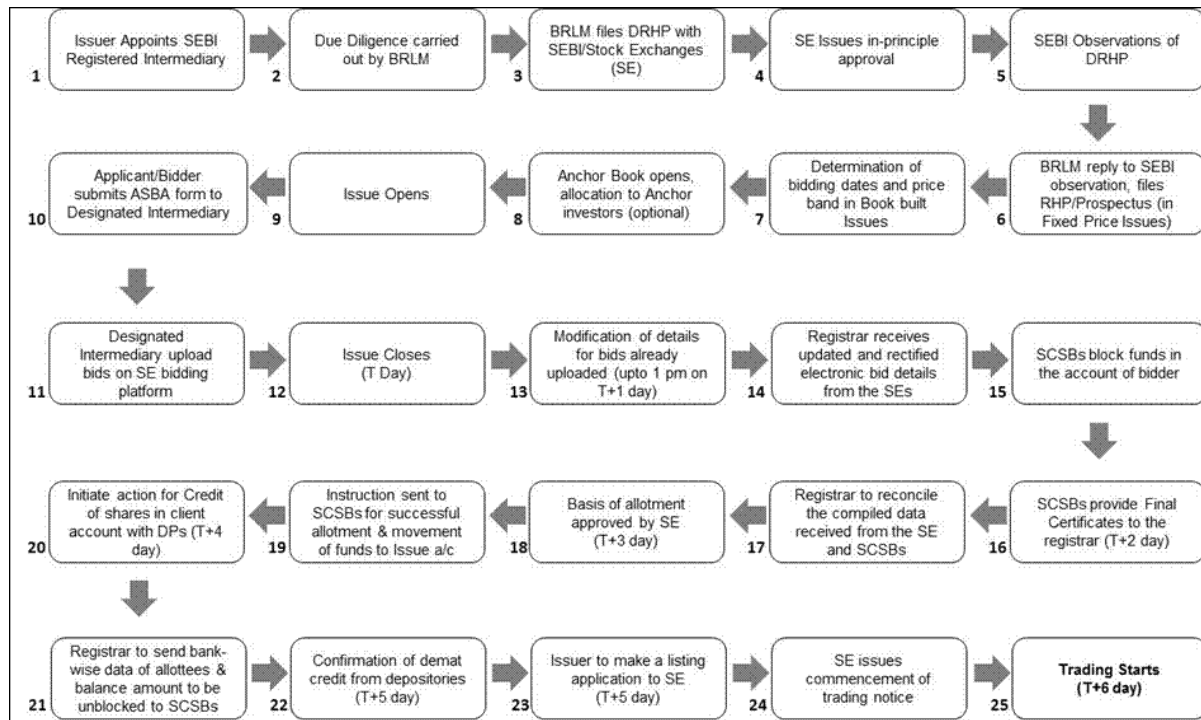 Issuer Appoints SEBI
Registered Intermediary
1
Due Diligence carried
out by BRLM
2
BRLM files DRHP with
SEBI/Stock Exchanges
(SE)
3
SE Issues in-principle
approval
4
SEBI Observations of
DRHP
5
BRLM reply to SEBI
observation, files
RHP/Prospectus (in
Fixed Price Issues)
6
Determination of
bidding dates and price
band in Book built
Issues
7
Anchor Book opens,
allocation to Anchor
investors (optional)
8
Issue Opens
9
Applicant/Bidder
submits ASBA form to
Designated Intermediary
10
Designated
Intermediary upload
bids on SE bidding
platform
11
Issue Closes
(T Day)
12
Modification of details
for bids already
uploaded (upto 1 pm on
T+1 day)
13
Registrar receives
updated and rectified
electronic bid details
from the SEs
14
SCSBs block funds in
the account of bidder
15
SCSBs provide Final
Certificates to the
registrar (T+2 day)
16
Registrar to reconcile
the compiled data
received from the SE
and SCSBs
17
Basis of allotment
approved by SE
(T+3 day)
18
Instruction sent to
SCSBs for successful
allotment & movement
of funds to Issue a/c
19
Initiate action for Credit
of shares in client
account with DPs (T+4
day)
20
Registrar to send bank-
wise data of allottees &
balance amount to be
unblocked to SCSBs
21
Confirmation of demat
credit from depositories
(T+5 day)
22
Issuer to make a listing
application to SE
(T+5 day)
23
SE issues
commencement of
trading notice
24
Trading Starts
(T+6 day)
25